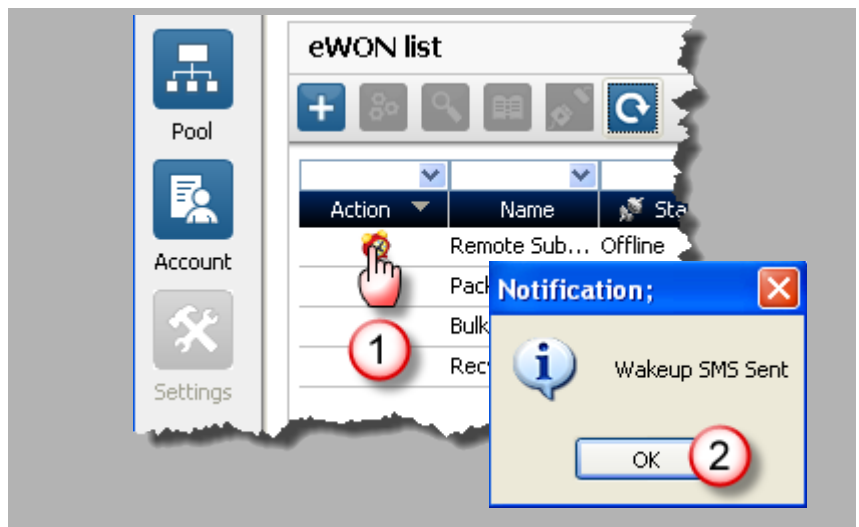 eWON list
Pool
Account
Settings
Action Name Sta
Remote Sub... Offline
Pack
Bulk
Rec
1
Notification;
Wakeup SMS Sent
OK
2